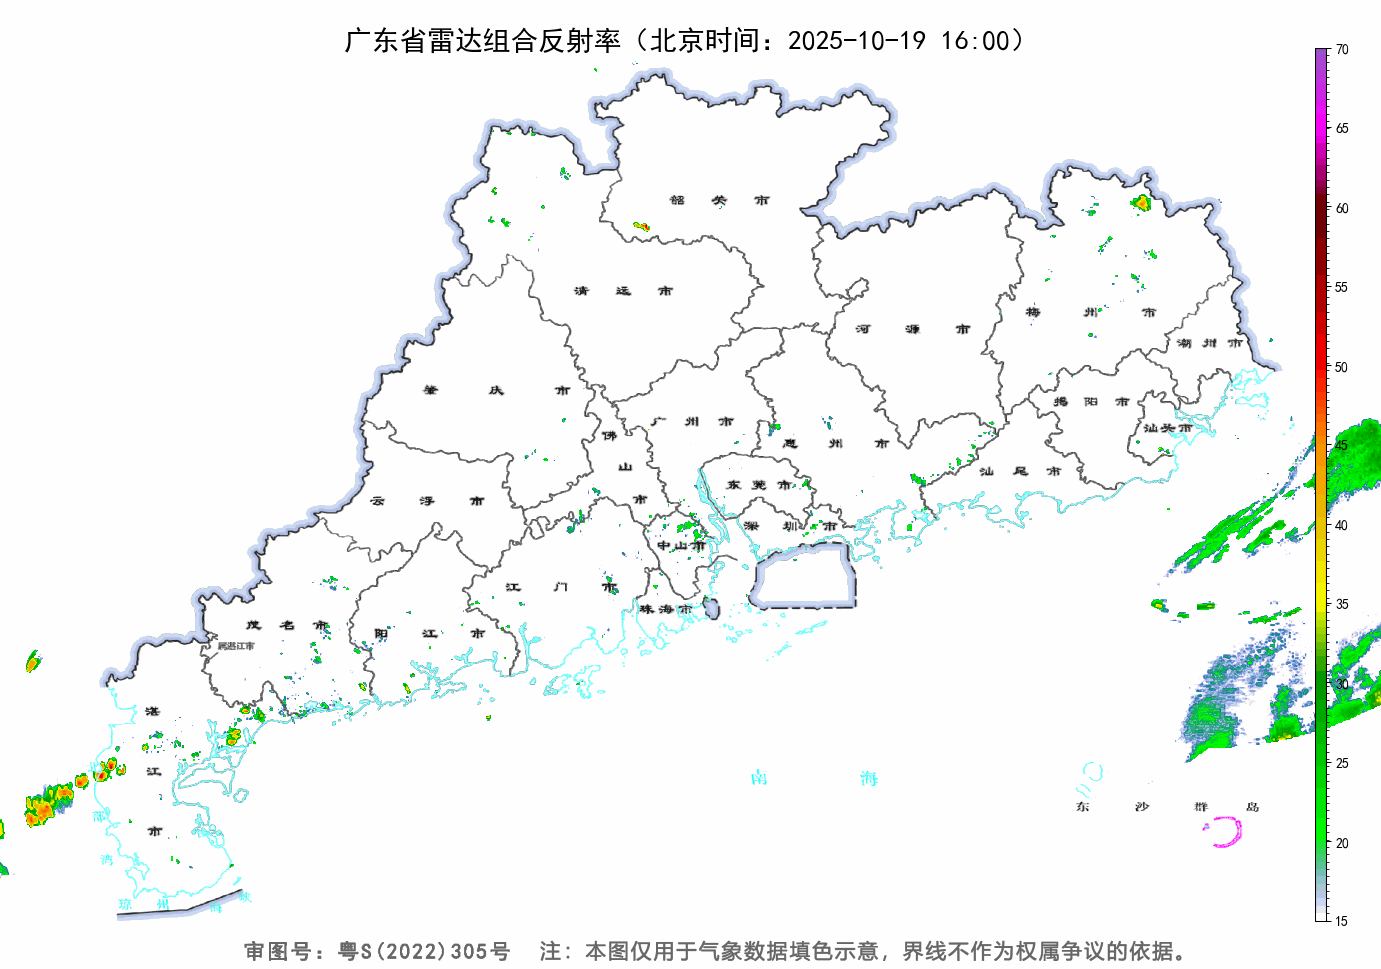 广东省雷达组合反射率（北京时间：2025-10-19 16:00）
70
65
60
55
50
45
40
35
30
25
20
15
韶关市
清远市
河源市
梅州市
潮州市
肇庆市
广州市
佛山市
惠州市
揭阳市
汕头市
汕尾市
东莞市
云浮市
深圳市
中山市
江门市
珠海市
茂名市
属湛江市
阳江市
湛江市
南海
东沙群岛
部湾
琼州海峡
审图号：粤S(2022)305号 注：本图仅用于气象数据填色示意，界线不作为权属争议的依据。